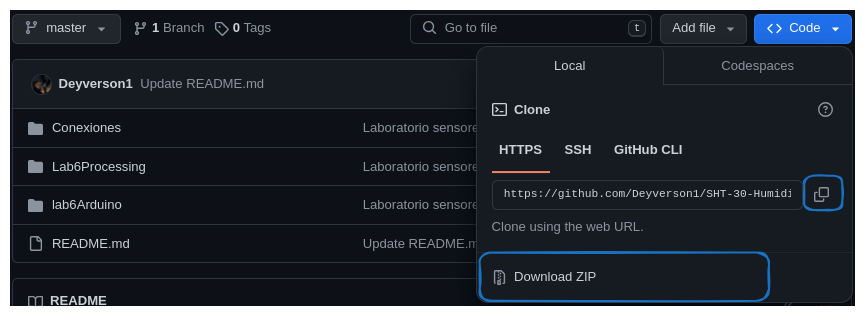 master 1 Branch 0 Tags Go to file t Add file Code
Local Codespaces
Deyverson1 Update README.md
Clone
Conexiones Laboratorio sensore
HTTPS SSH GitHub CLI
Lab6Processing Laboratorio sensore
https://github.com/Deyverson1/SHT-30-Humidi
lab6Arduino Laboratorio sensore
Clone using the web URL.
README.md Update README.m
Download ZIP
README